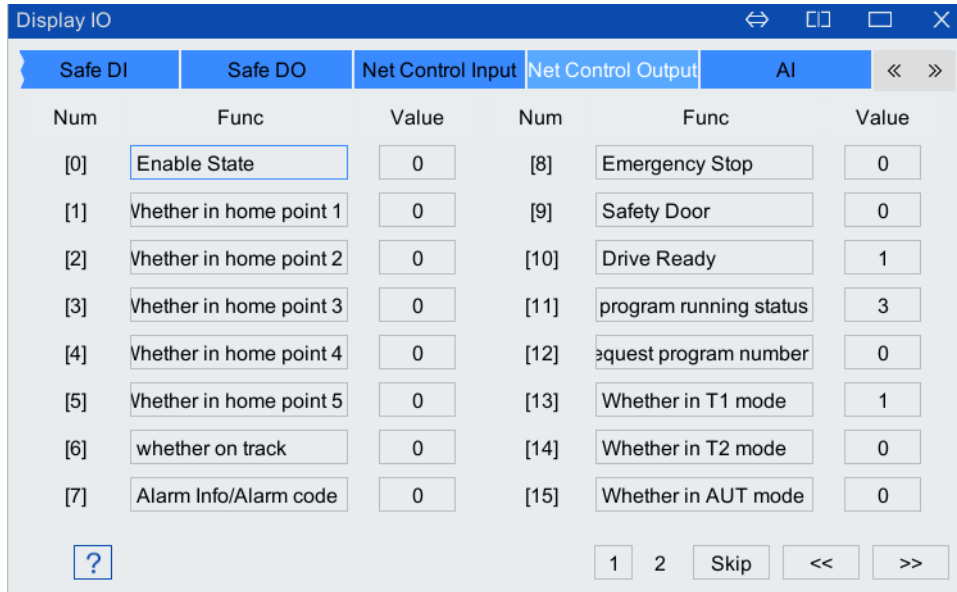 Display IO
Safe DI Safe DO Net Control Input Net Control Output AI « »
Num Func Value Num Func Value
[0] Enable State 0 [8] Emergency Stop 0
[1] Whether in home point 1 0 [9] Safety Door 0
[2] Whether in home point 2 0 [10] Drive Ready 1
[3] Whether in home point 3 0 [11] program running status 3
[4] Whether in home point 4 0 [12] equest program number 0
[5] Whether in home point 5 0 [13] Whether in T1 mode 1
[6] whether on track 0 [14] Whether in T2 mode 0
[7] Alarm Info/Alarm code 0 [15] Whether in AUT mode 0
? 1 2 Skip << >>